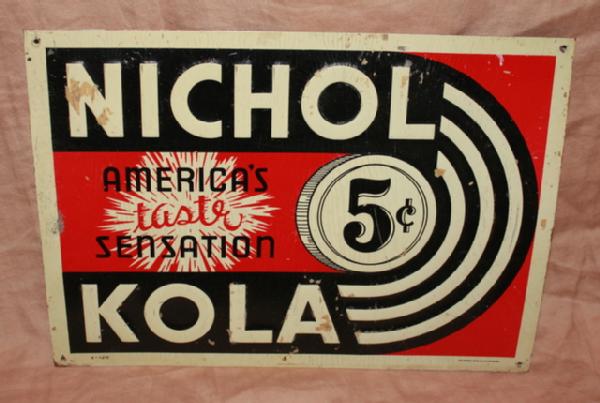 NICHOL
AMERICA'S
taste
SENSATION
5¢
KOLA